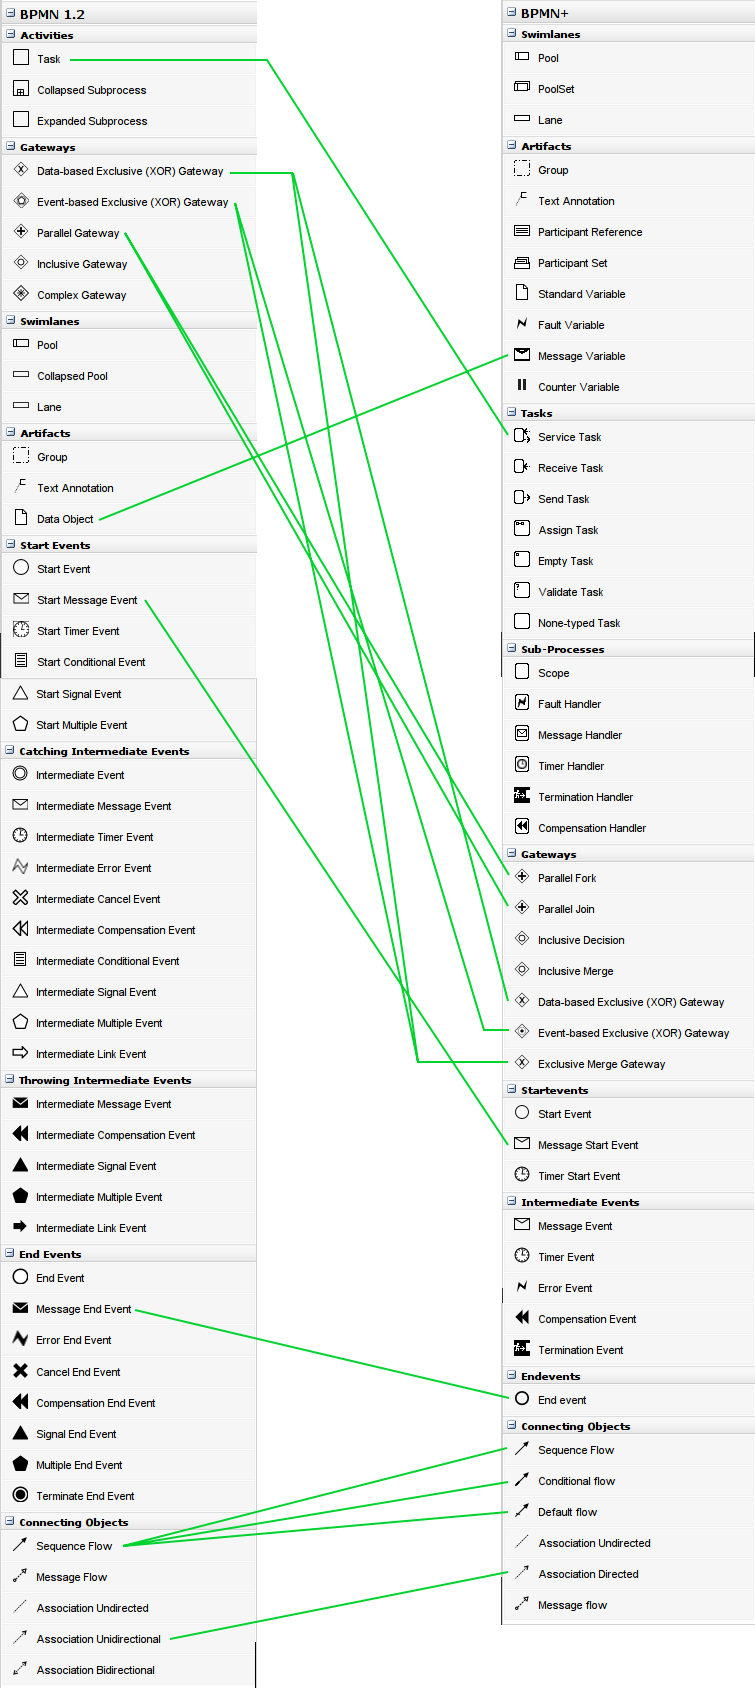 BPMN 1.2
Activities
Task
Collapsed Subprocess
Expanded Subprocess
Gateways
Data-based Exclusive (XOR) Gateway
Event-based Exclusive (XOR) Gateway
Parallel Gateway
Inclusive Gateway
Complex Gateway
Swimlanes
Pool
Collapsed Pool
Lane
Artifacts
Group
Text Annotation
Data Object
Start Events
Start Event
Start Message Event
Start Timer Event
Start Conditional Event
Start Signal Event
Start Multiple Event
Catching Intermediate Events
Intermediate Event
Intermediate Message Event
Intermediate Timer Event
Intermediate Error Event
Intermediate Cancel Event
Intermediate Compensation Event
Intermediate Conditional Event
Intermediate Signal Event
Intermediate Multiple Event
Intermediate Link Event
Throwing Intermediate Events
Intermediate Message Event
Intermediate Compensation Event
Intermediate Signal Event
Intermediate Multiple Event
Intermediate Link Event
End Events
End Event
Message End Event
Error End Event
Cancel End Event
Compensation End Event
Signal End Event
Multiple End Event
Terminate End Event
Connecting Objects
Sequence Flow
Message Flow
Association Undirected
Association Unidirectional
Association Bidirectional
BPMN+
Swimlanes
Pool
PoolSet
Lane
Artifacts
Group
Text Annotation
Participant Reference
Participant Set
Standard Variable
Fault Variable
Message Variable
Counter Variable
Tasks
Service Task
Receive Task
Send Task
Assign Task
Empty Task
Validate Task
None-typed Task
Sub-Processes
Scope
Fault Handler
Message Handler
Timer Handler
Termination Handler
Compensation Handler
Gateways
Parallel Fork
Parallel Join
Inclusive Decision
Inclusive Merge
Data-based Exclusive (XOR) Gateway
Event-based Exclusive (XOR) Gateway
Exclusive Merge Gateway
Startevents
Start Event
Message Start Event
Timer Start Event
Intermediate Events
Message Event
Timer Event
Error Event
Compensation Event
Termination Event
Endevents
End event
Connecting Objects
Sequence Flow
Conditional flow
Default flow
Association Undirected
Association Directed
Message flow